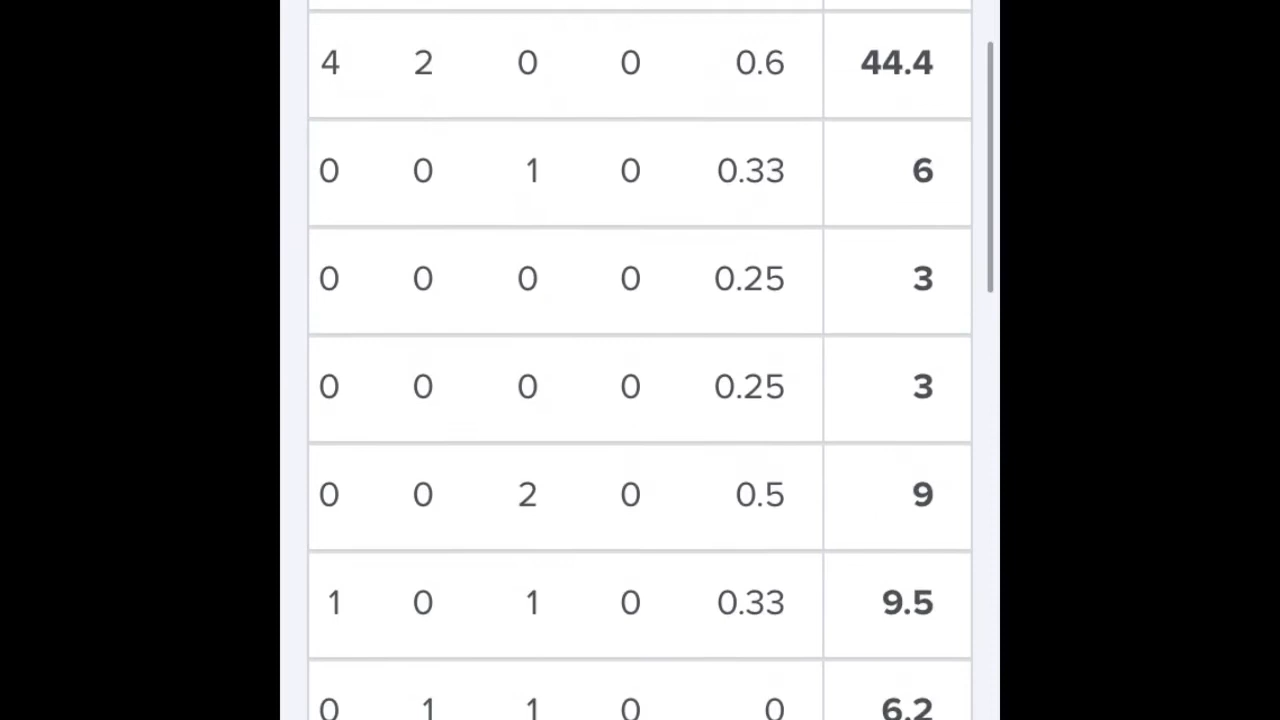 4 2 0 0 0.6 44.4
0 0 1 0 0.33 6
0 0 0 0 0.25 3
0 0 0 0 0.25 3
0 0 2 0 0.5 9
1 0 1 0 0.33 9.5
0 1 1 0 0 6.2